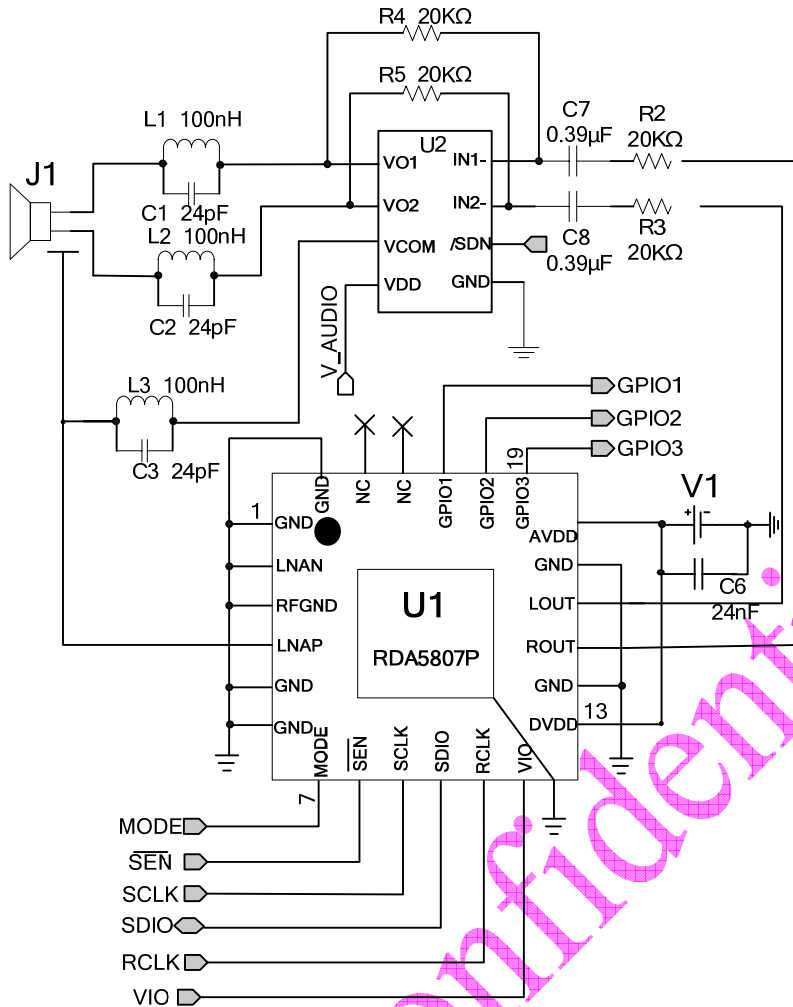 R4 20KΩ
R5 20KΩ
L1 100nH
C7
0.39µF
R2
20KΩ
U2
VO1
IN1-
J1
C1 24pF
VO2
IN2-
L2 100nH
VCOM
/SDN
C8
0.39µF
R3
20KΩ
VDD
GND
C2 24pF
V_AUDIO
L3 100nH
C3 24pF
GPIO1
GPIO2
GPIO3
19
GND
NC
NC
GPIO1
GPIO2
GPIO3
V1
+
-
1
GND
AVDD
LNAN
GND
C6
24nF
RFGND
U1
LOUT
LNAP
RDA5807P
ROUT
GND
GND
GND
DVDD
13
MODE
SEN
SCLK
SDIO
RCLK
VIO
7
MODE
SEN
SCLK
SDIO
RCLK
VIO